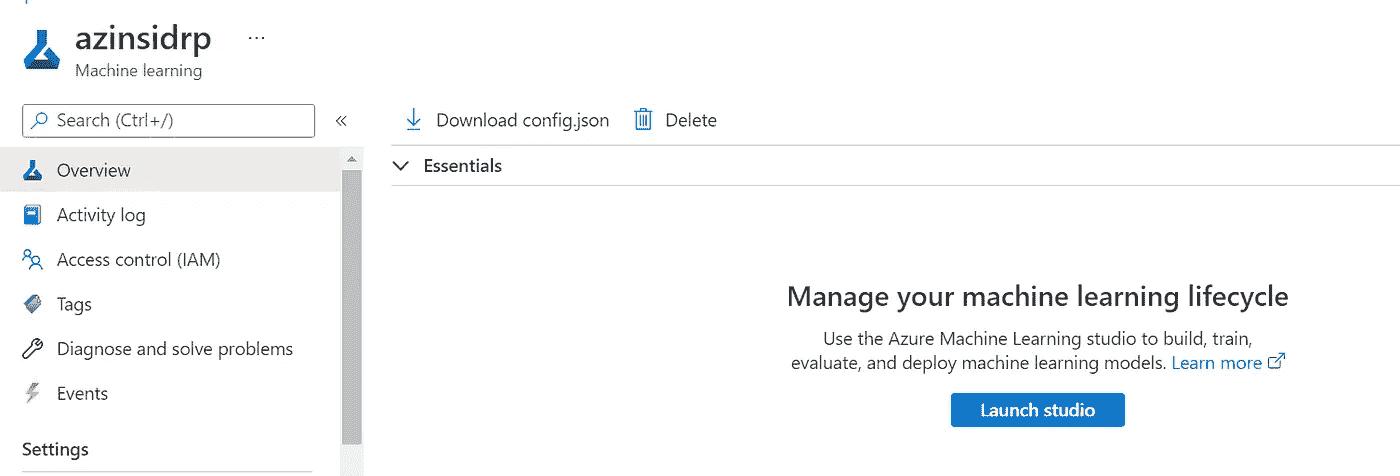 azinsidrp ...
Machine learning
Search (Ctrl+/) «
Download config.json Delete
Essentials
Overview
Activity log
Access control (IAM)
Tags
Diagnose and solve problems
Events
Settings
Manage your machine learning lifecycle
Use the Azure Machine Learning studio to build, train,
evaluate, and deploy machine learning models. Learn more
Launch studio